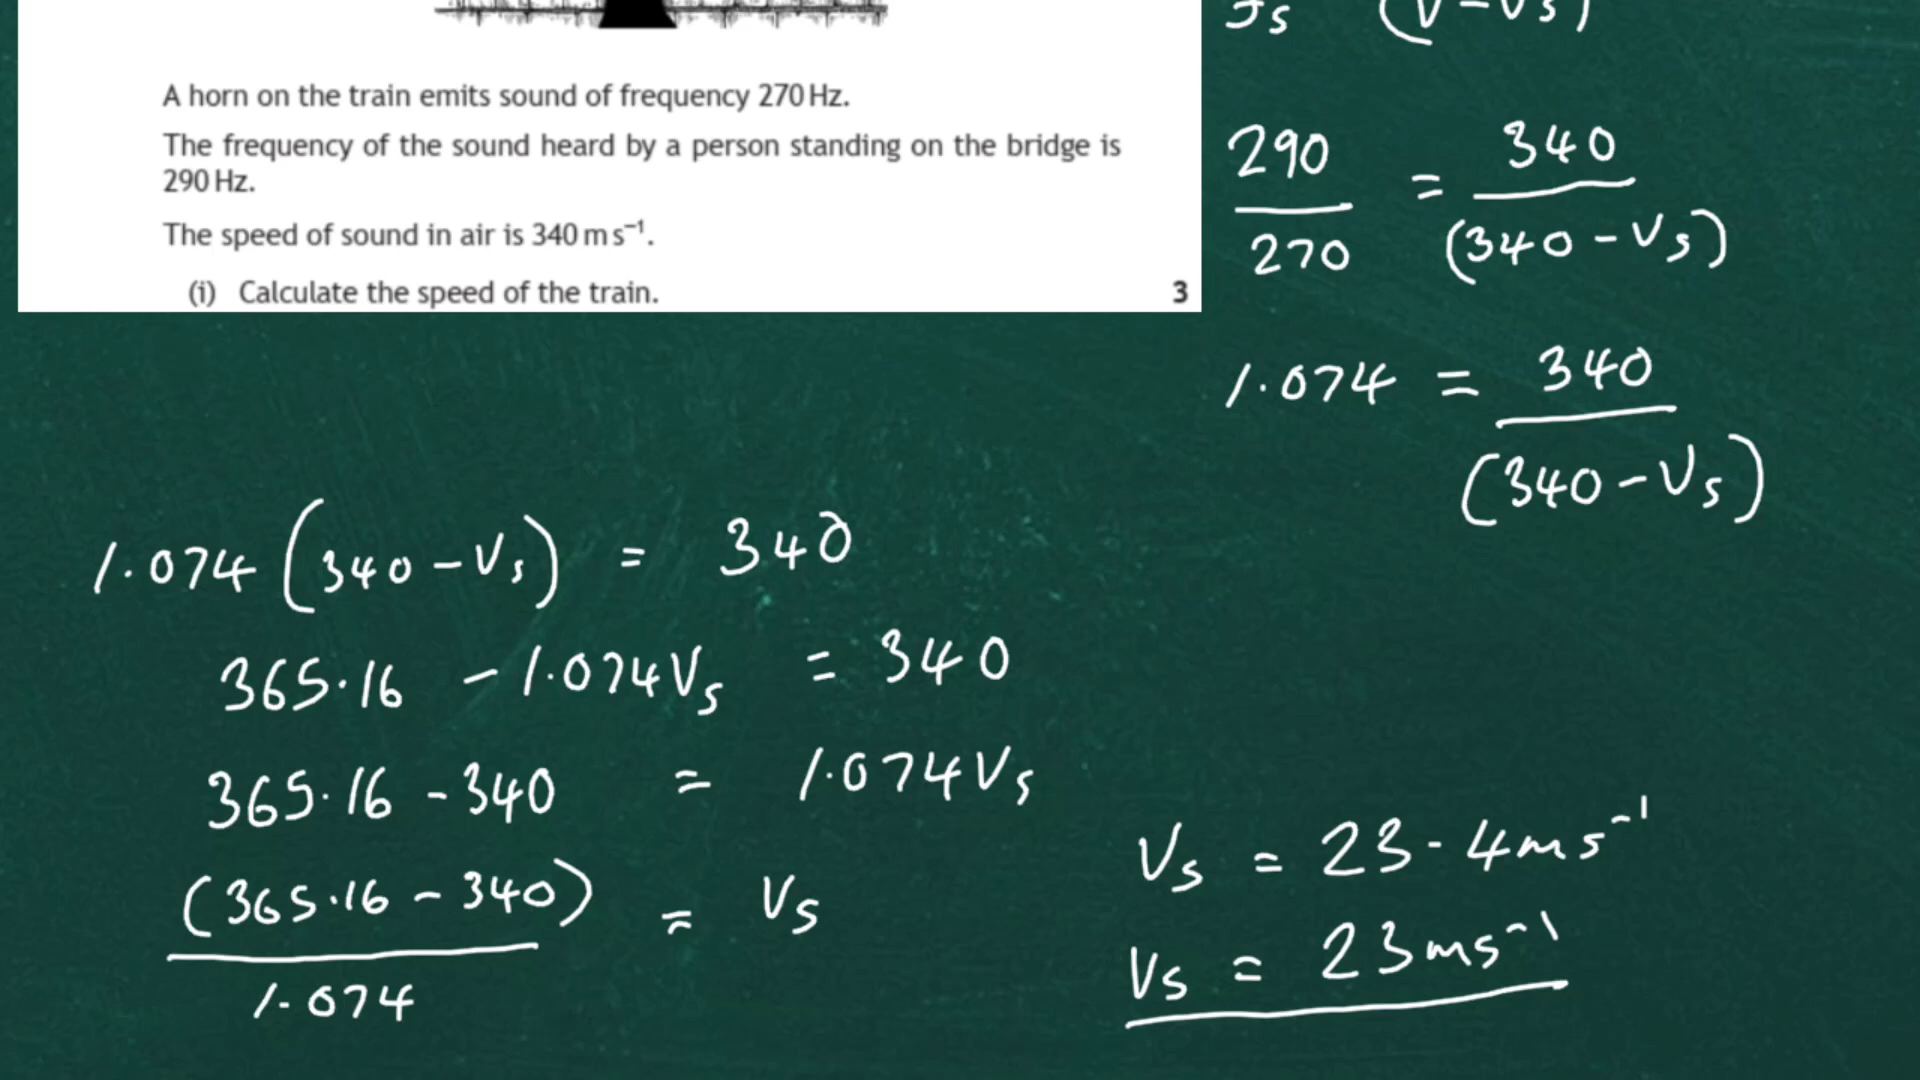 A horn on the train emits sound of frequency 270 Hz.
The frequency of the sound heard by a person standing on the bridge is
290 Hz.
The speed of sound in air is 340 m s⁻¹.
(i) Calculate the speed of the train. 3
fs (V-Vs)
290/270 = 340/(340-Vs)
1.074 = 340/(340-Vs)
1.074(340-Vs) = 340
365.16 - 1.074Vs = 340
365.16 - 340 = 1.074Vs
(365.16 - 340)/1.074 = Vs
Vs = 23.4ms⁻¹
Vs = 23ms⁻¹